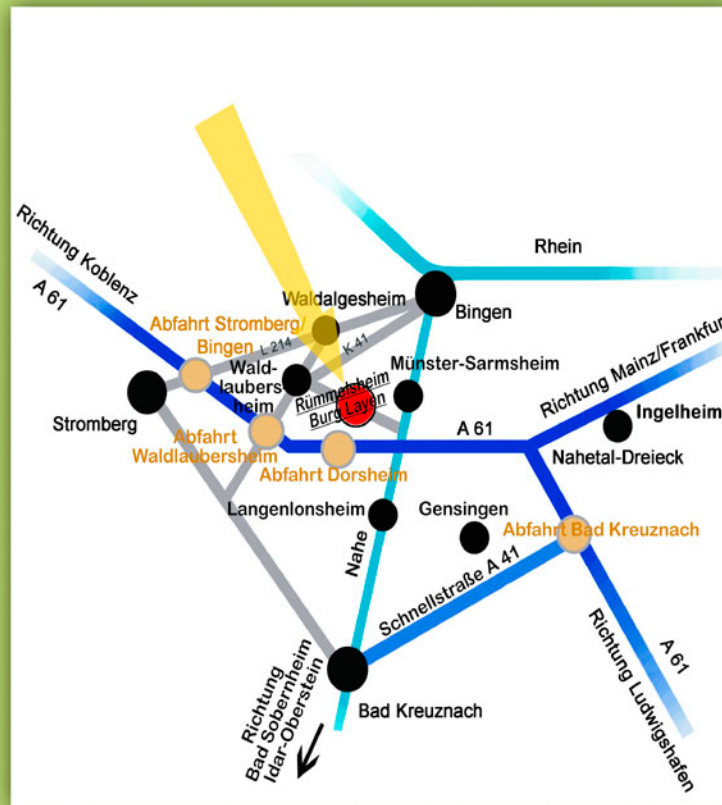 Richtung Koblenz
A 61
Rhein
Waldalgesheim
Bingen
Abfahrt Stromberg/
Bingen
L 214
K 41
Wald-
laubers
heim
Münster-Sarmsheim
Richtung Mainz/Frankfur
Rümmelsheim
Burg Layen
Stromberg
Ingelheim
Abfahrt
Waldlaubersheim
A 61
Nahetal-Dreieck
Abfahrt Dorsheim
Langenlonsheim
Gensingen
Abfahrt Bad Kreuznach
Nahe
Schnellstraße A 41
A 61
Richtung Ludwigshafen
Richtung
Bad Sobernheim
Idar-Oberstein
Bad Kreuznach